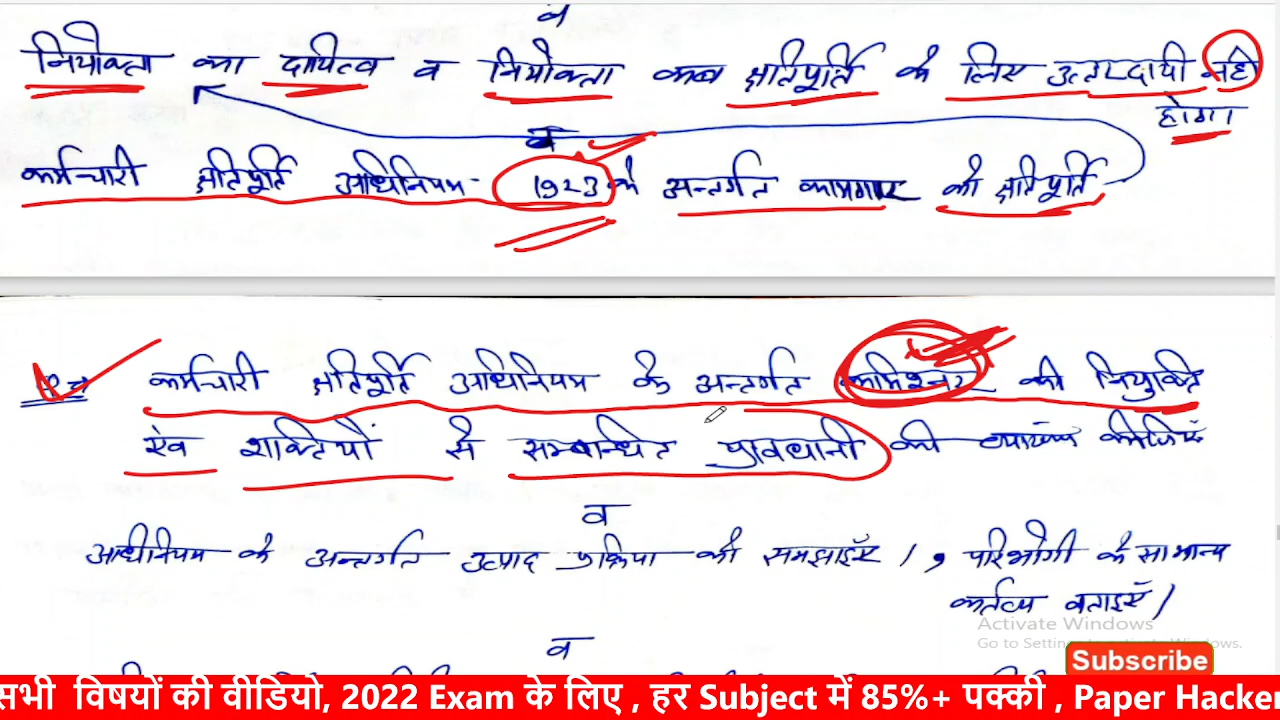 व
नियोक्ता का दायित्व व नियोक्ता कब क्षतिपूर्ति के लिए उत्तरदायी नही
होगा
व
कर्मचारी क्षतिपूर्ति अधिनियम- 1923 के अन्तर्गत कामगार की क्षतिपूर्ति
कर्मचारी क्षतिपूर्ति अधिनियम के अन्तर्गत कमिश्नर की नियुक्ति
एंव शक्तियों से सम्बन्धित प्रावधानो की व्याख्या कीजिएँ
व
अधिनियम के अन्तर्गत उत्पाद प्रक्रिया को समझाइएँ / , परिभोगी के सामान्य
कर्तव्य बताइएँ /
Activate Windows
Go to Settings to activate Windows.
व
Subscribe
सभी विषयों की वीडियो, 2022 Exam के लिए , हर Subject में 85%+ पक्की , Paper Hacker